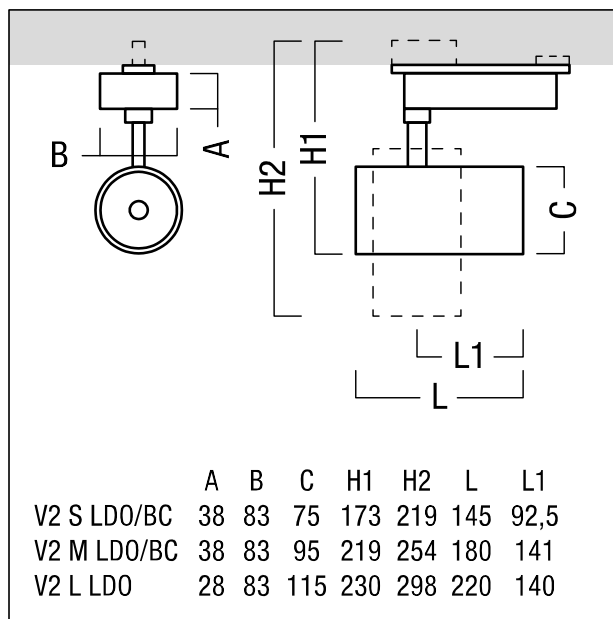 B
A
H2
H1
C
L1
L
A B C H1 H2 L L1
V2 S LDO/BC 38 83 75 173 219 145 92,5
V2 M LDO/BC 38 83 95 219 254 180 141
V2 L LDO 28 83 115 230 298 220 140